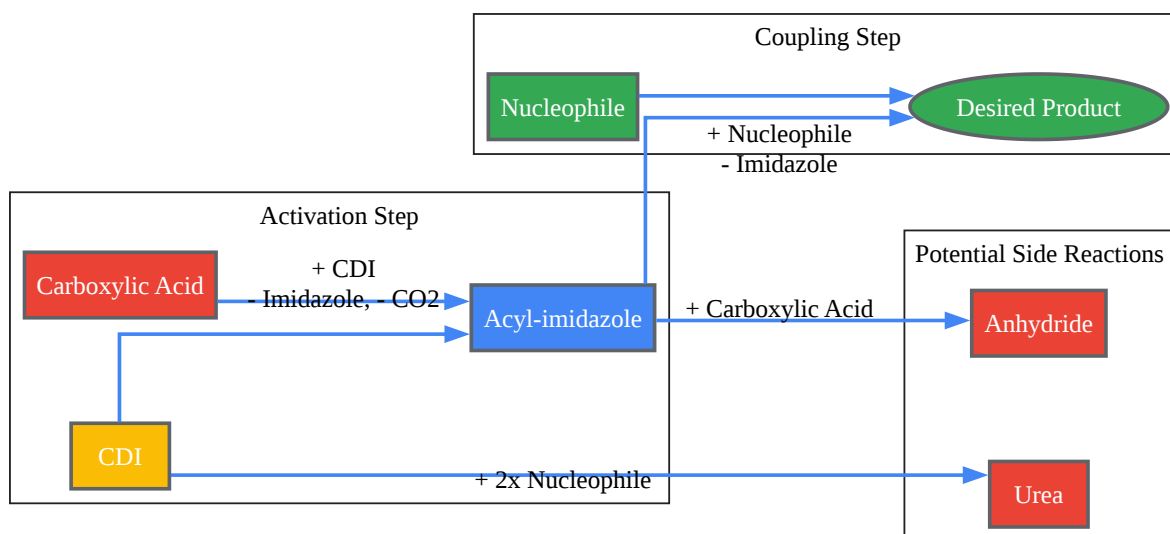 Coupling Step
Nucleophile
Desired Product
+ Nucleophile
- Imidazole
Activation Step
Carboxylic Acid
+ CDI
- Imidazole, - CO2
Acyl-imidazole
CDI
+ Carboxylic Acid
+ 2x Nucleophile
Potential Side Reactions
Anhydride
Urea